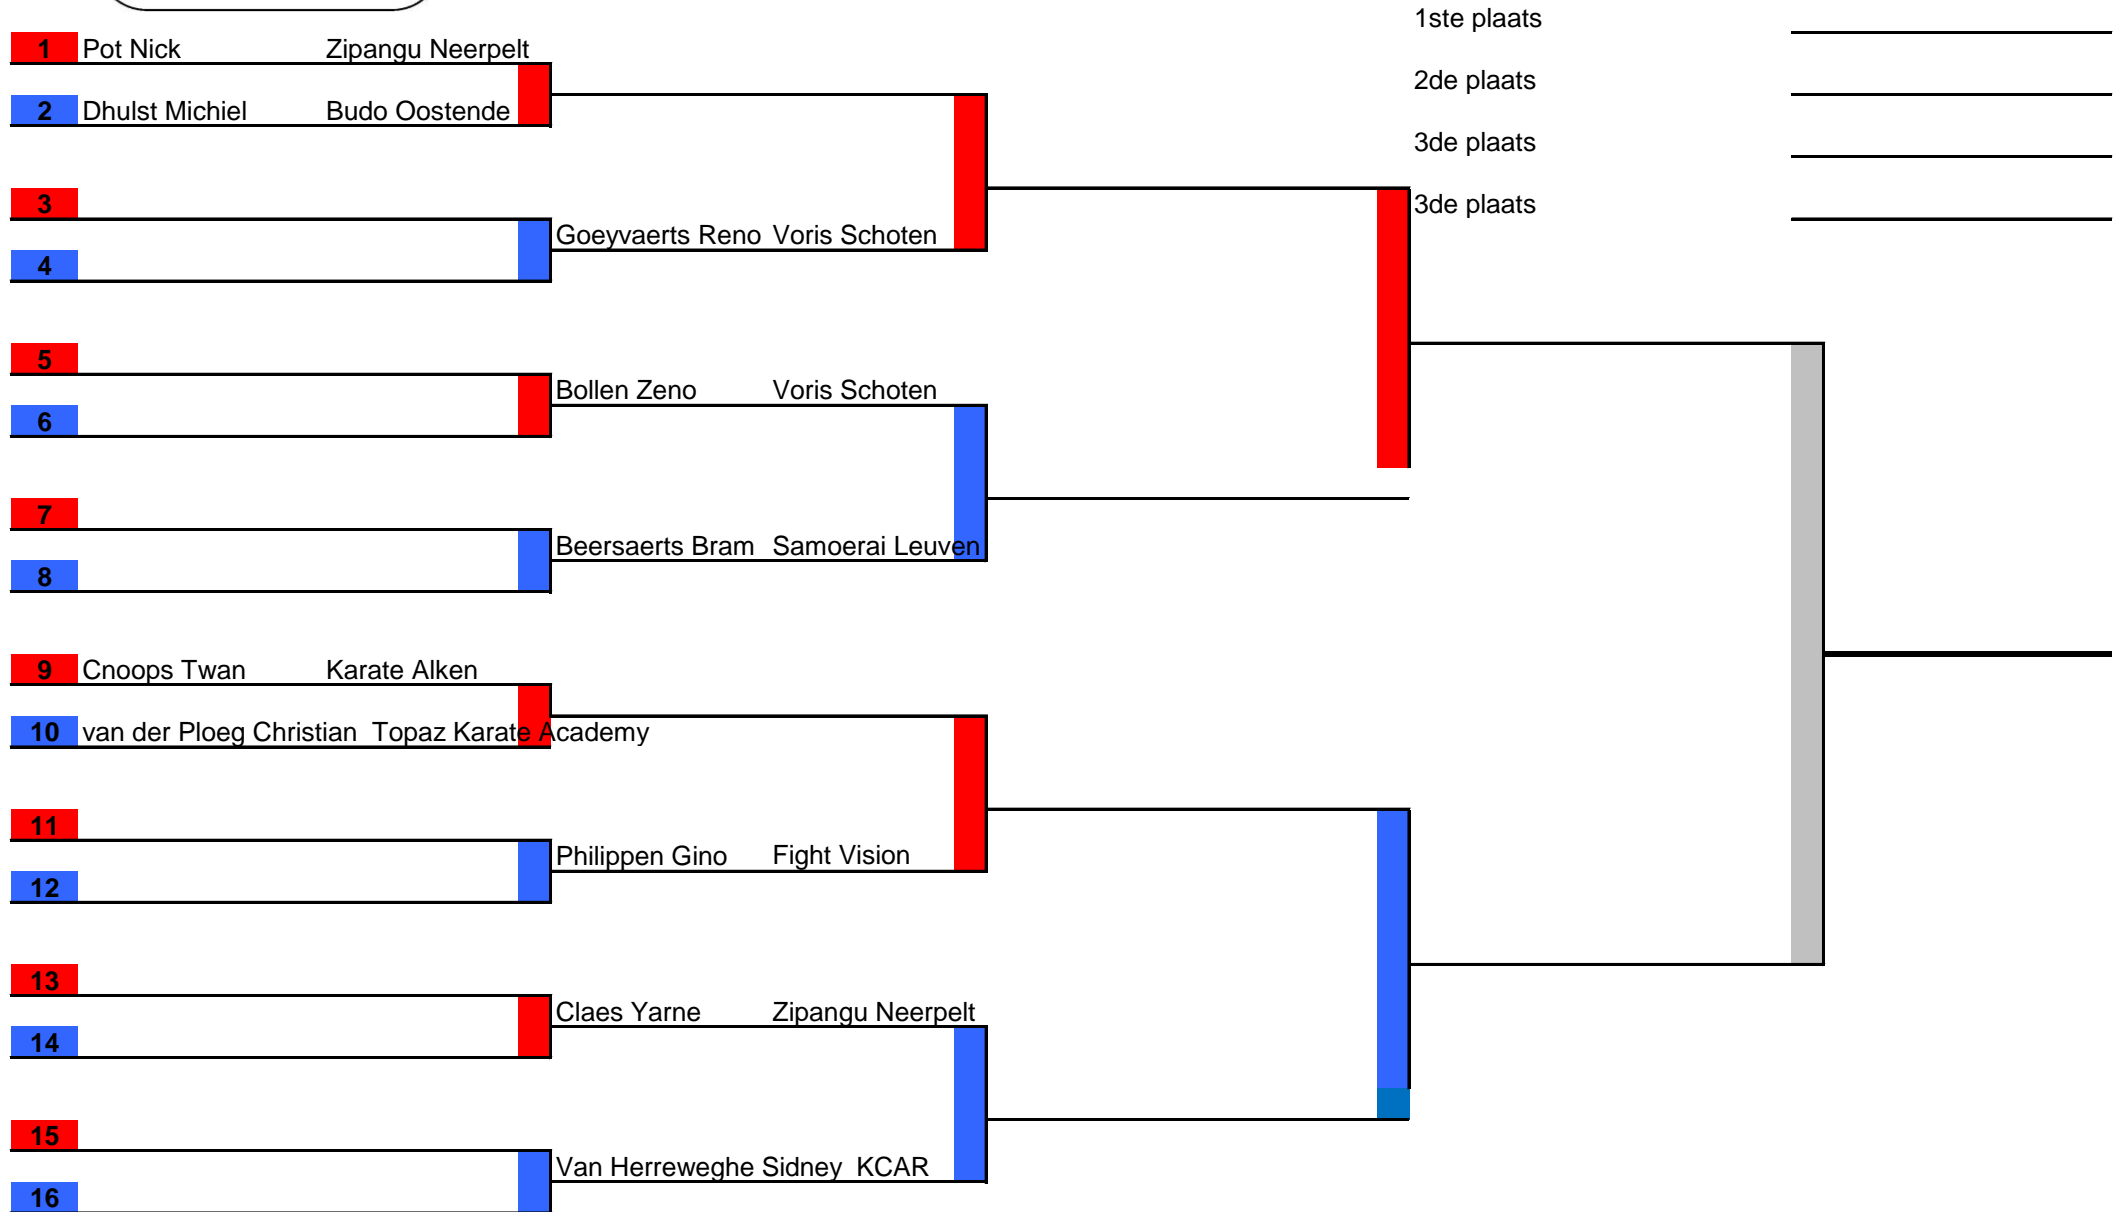 1ste plaats
1 Pot Nick Zipangu Neerpelt
2de plaats
2 Dhulst Michiel Budo Oostende
3de plaats
3
3de plaats
Goeyvaerts Reno Voris Schoten
4
5
Bollen Zeno Voris Schoten
6
7
Beersaerts Bram Samoerai Leuven
8
9 Cnoops Twan Karate Alken
10 van der Ploeg Christian Topaz Karate Academy
11
Philippen Gino Fight Vision
12
13
Claes Yarne Zipangu Neerpelt
14
15
Van Herreweghe Sidney KCAR
16